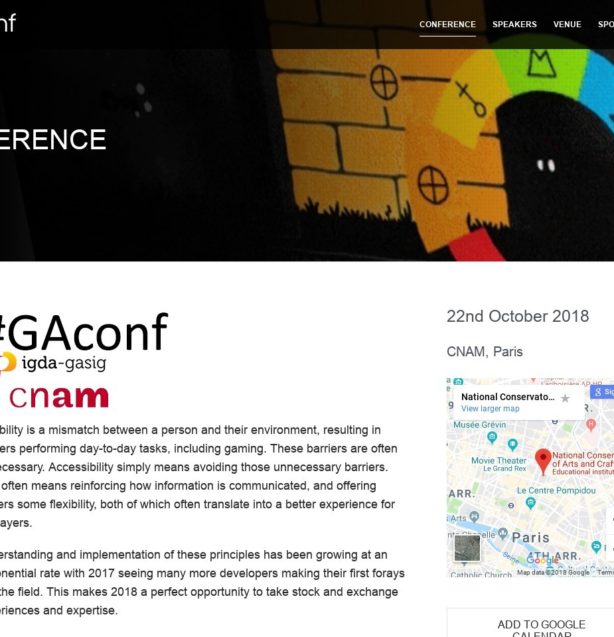 nf
CONFERENCE SPEAKERS VENUE SPO
ERENCE
#GAconf
igda-gasig
cnam
22nd October 2018
CNAM, Paris
bility is a mismatch between a person and their environment, resulting in
ers performing day-to-day tasks, including gaming. These barriers are often
ecessary. Accessibility simply means avoiding those unnecessary barriers.
often means reinforcing how information is communicated, and offering
ers some flexibility, both of which often translate into a better experience for
ayers.
erstanding and implementation of these principles has been growing at an
onential rate with 2017 seeing many more developers making their first forays
the field. This makes 2018 a perfect opportunity to take stock and exchange
eriences and expertise.
National Conservato...
View larger map
Sig
Musée Grévin
Movie Theater
Le Grand Rex
National Conser
of Arts and Craf
Educational institut
Le Centre Pompidou
ARR.
Arts
Paris
Google
Map data ©2018 Google Terms
Catholic Church
4TH ARR.
ADD TO GOOGLE
CALENDAR